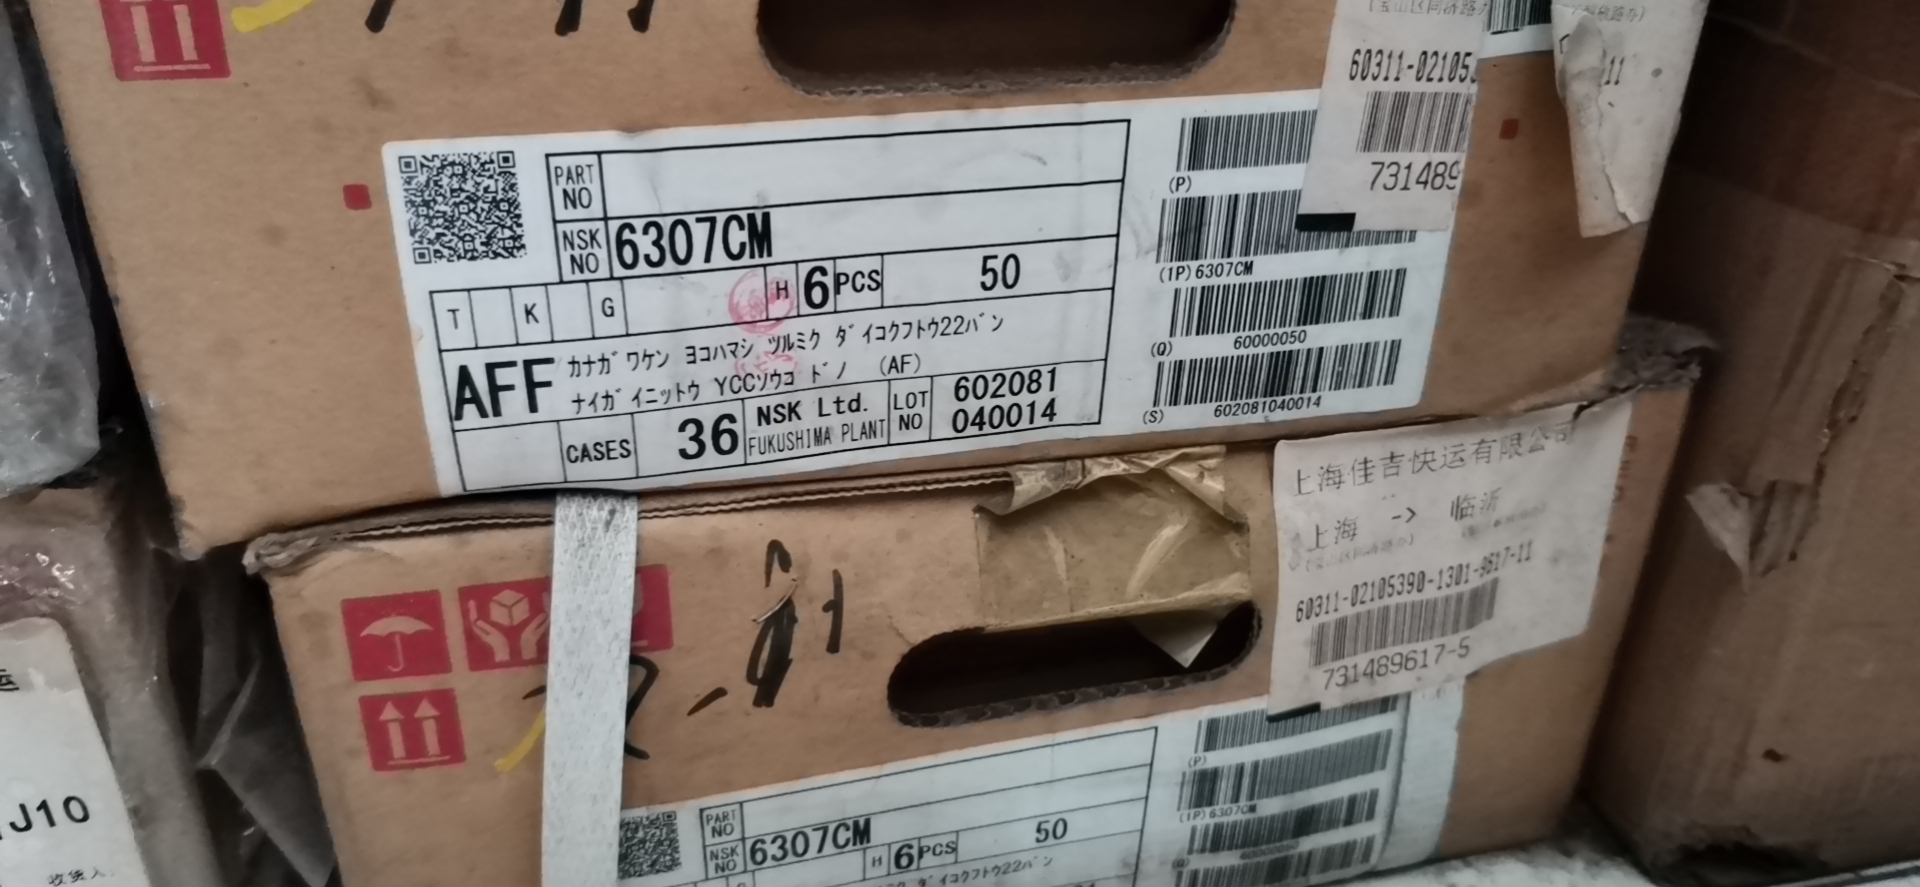 60311-02105
11
731489
PART NO
NSK NO 6307CM
T K G H 6 PCS 50
AFF カナガワケン ヨコハマシ ツルミク ダイコクフトウ22バン
ナイガイニットウ YCCソウコ ドノ (AF)
CASES 36 NSK Ltd. FUKUSHIMA PLANT LOT NO 602081 040014
(P)
(1P) 6307CM
(Q) 60000050
(S) 602081040014
上海佳吉快运有限公司
上海 -> 临沂
60311-02105390-1301-9617-11
731489617-5
PART NO
NSK NO 6307CM
H 6 PCS 50
ダイコクフトウ22バン
(P)
(1P) 6307CM
J10